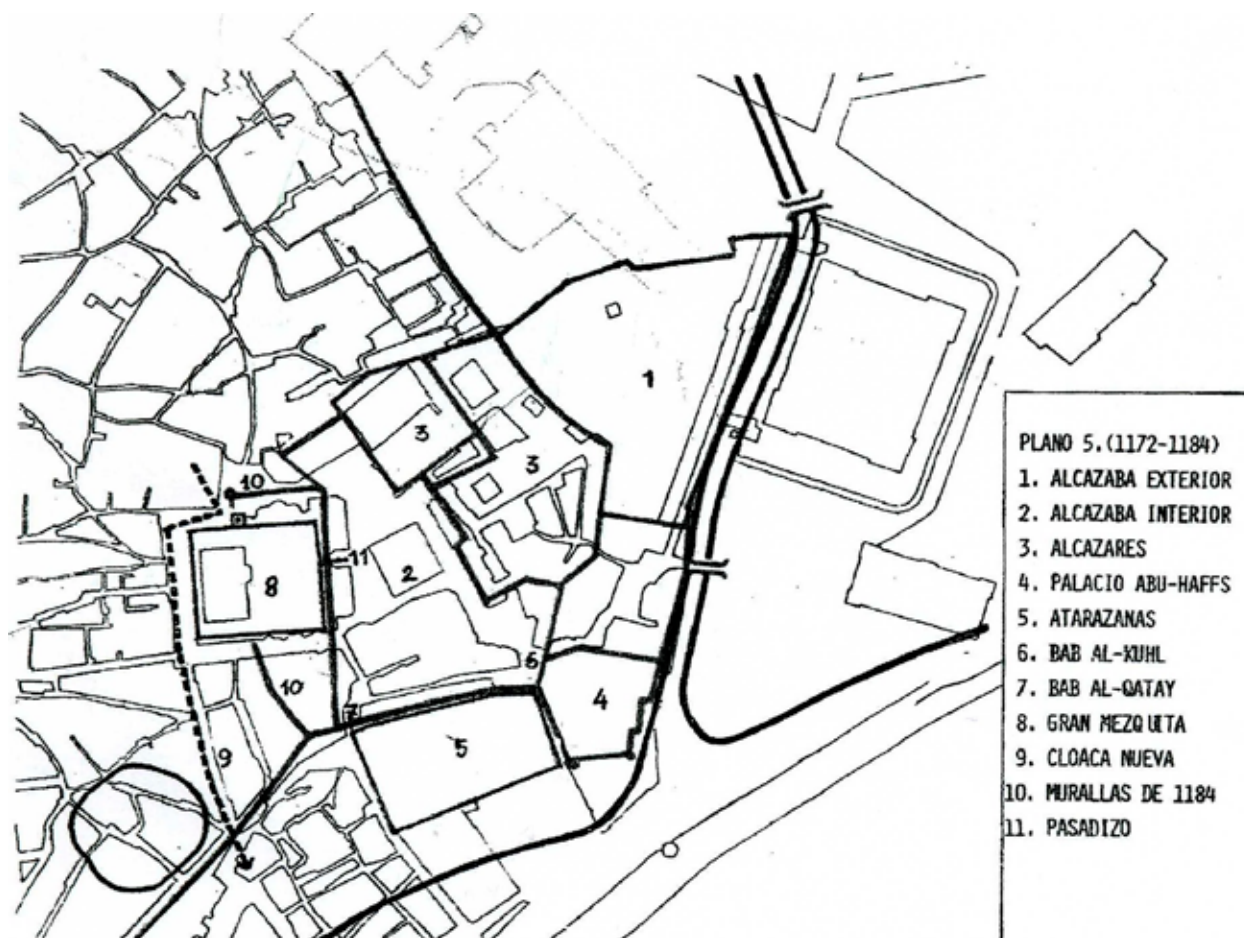 1
3
3
10
11
2
8
6
10
7
4
5
9
PLANO 5.(1172-1184)
1. ALCAZABA EXTERIOR
2. ALCAZABA INTERIOR
3. ALCAZARES
4. PALACIO ABU-HAFFS
5. ATARAZANAS
6. BAB AL-KUHL
7. BAB AL-QATAY
8. GRAN MEZQUITA
9. CLOACA NUEVA
10. MURALLAS DE 1184
11. PASADIZO